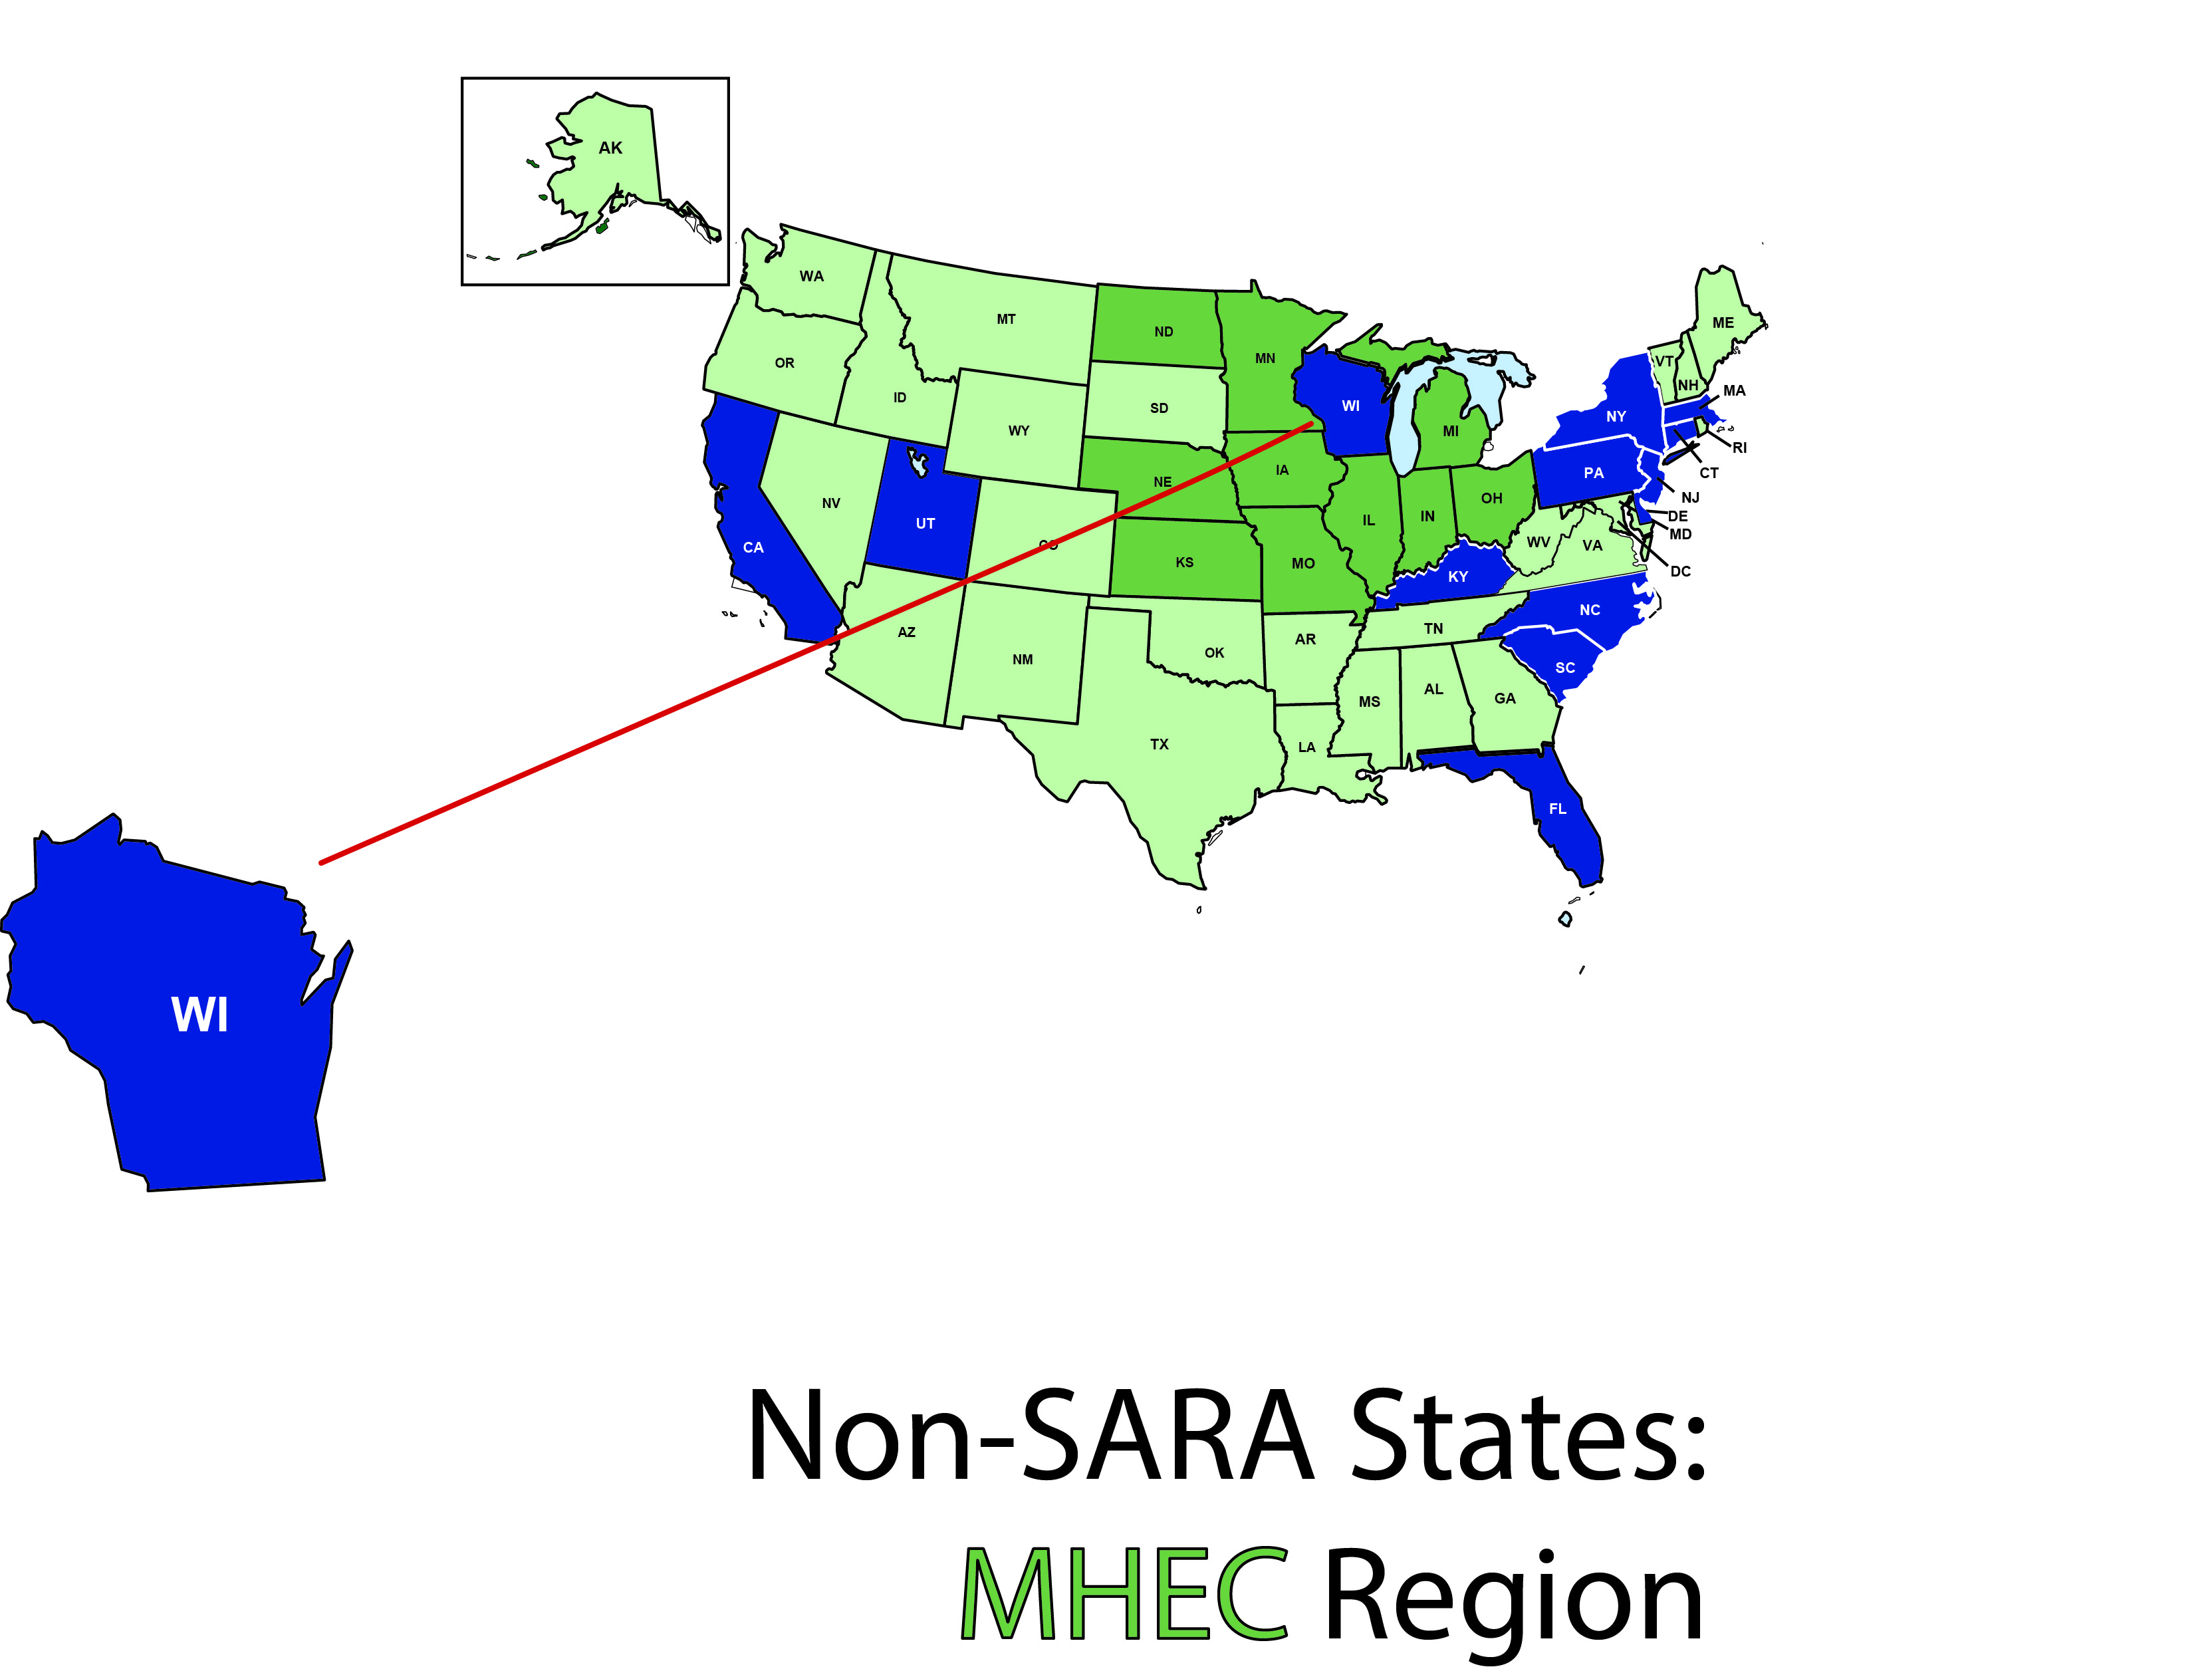 AK
WA
MT
ND
MN
ME
OR
ID
SD
WI
VT
NH
MA
WY
MI
NY
RI
IA
NE
PA
CT
NV
UT
OH
NJ
CA
CO
IL
IN
DE
MD
KS
MO
WV
VA
DC
KY
AZ
NM
OK
AR
TN
NC
SC
TX
MS
AL
GA
LA
FL
WI
Non-SARA States:
MHEC Region